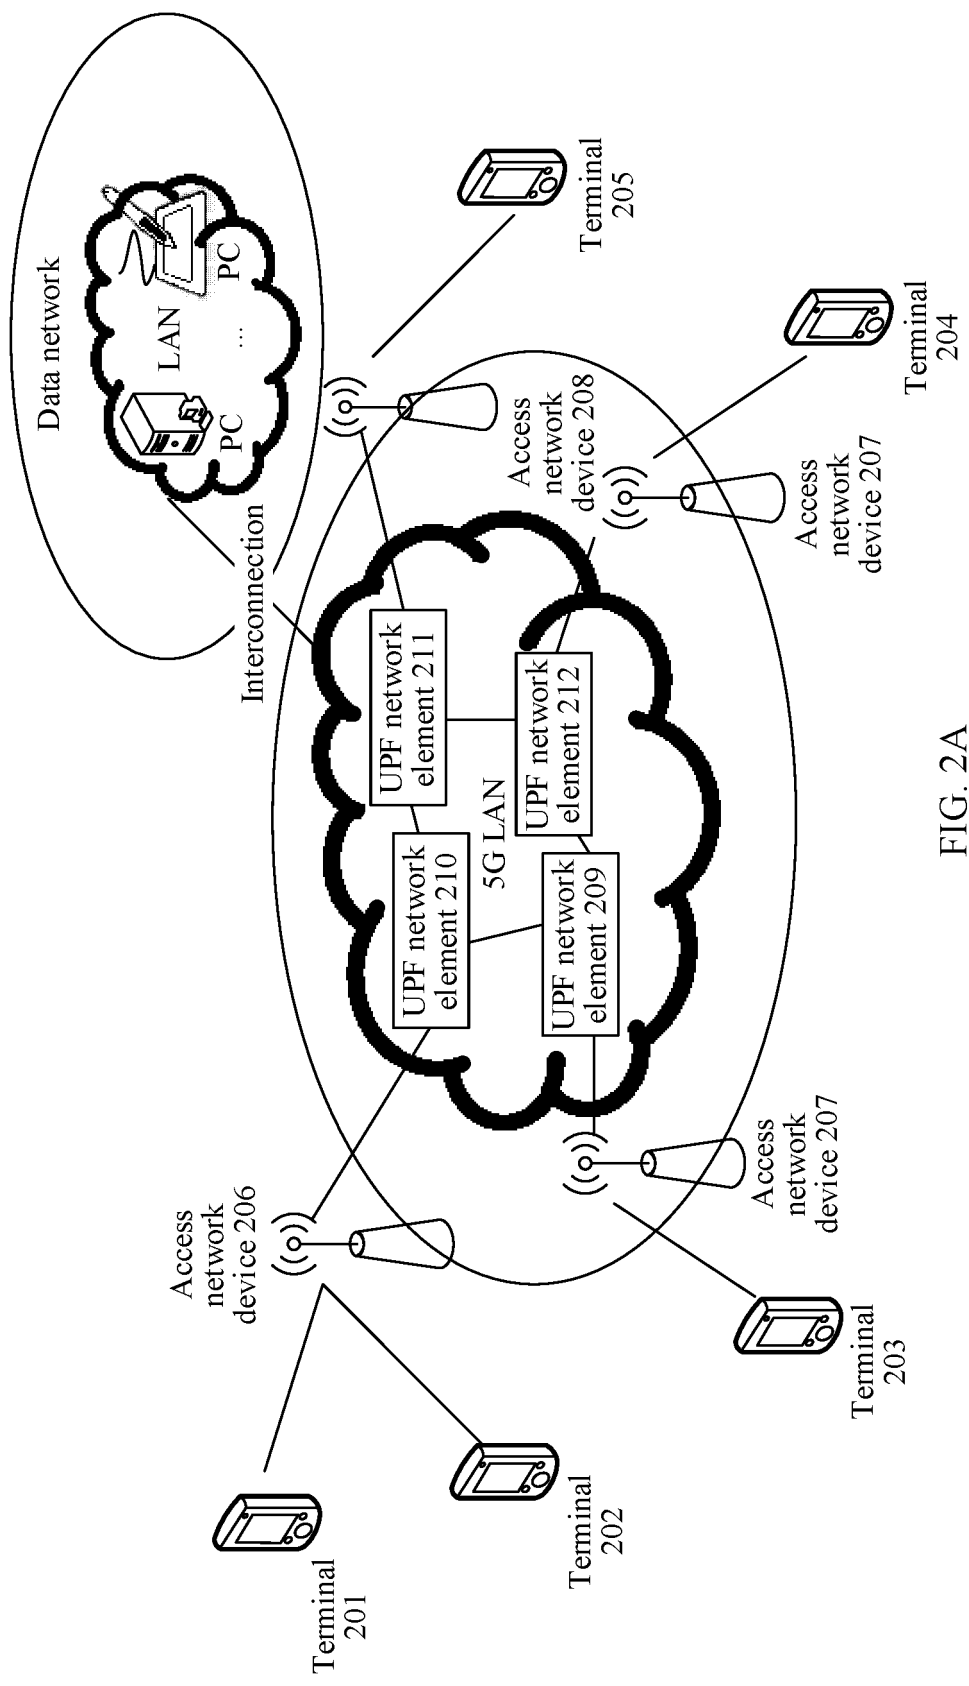 Data network
LAN
PC
...
PC
Interconnection
Access
network
device 206
Access
network
device 208
UPF network
element 210
UPF network
element 211
5G LAN
UPF network
element 209
UPF network
element 212
Terminal
201
Terminal
202
Terminal
203
Access
network
device 207
Access
network
device 207
Terminal
204
Terminal
205
FIG. 2A